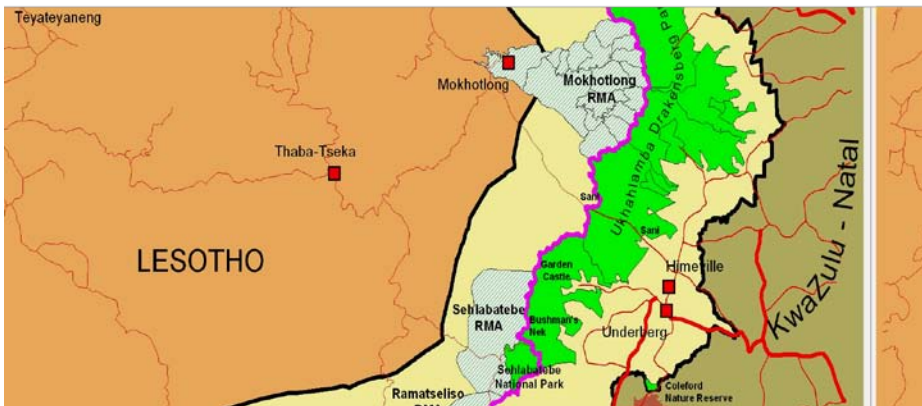 Teyateyaneng
Mokhotlong
Mokhotlong
RMA
Ukhahlamba Drakensberg
Thaba-Tseka
Sani
Sani
LESOTHO
KwaZulu - Natal
Garden
Castle
Himeville
Sehlabatebe
RMA
Bushman's
Nek
Underberg
Sehlabatebe
National Park
Ramatseliso
Coleford
Nature Reserve